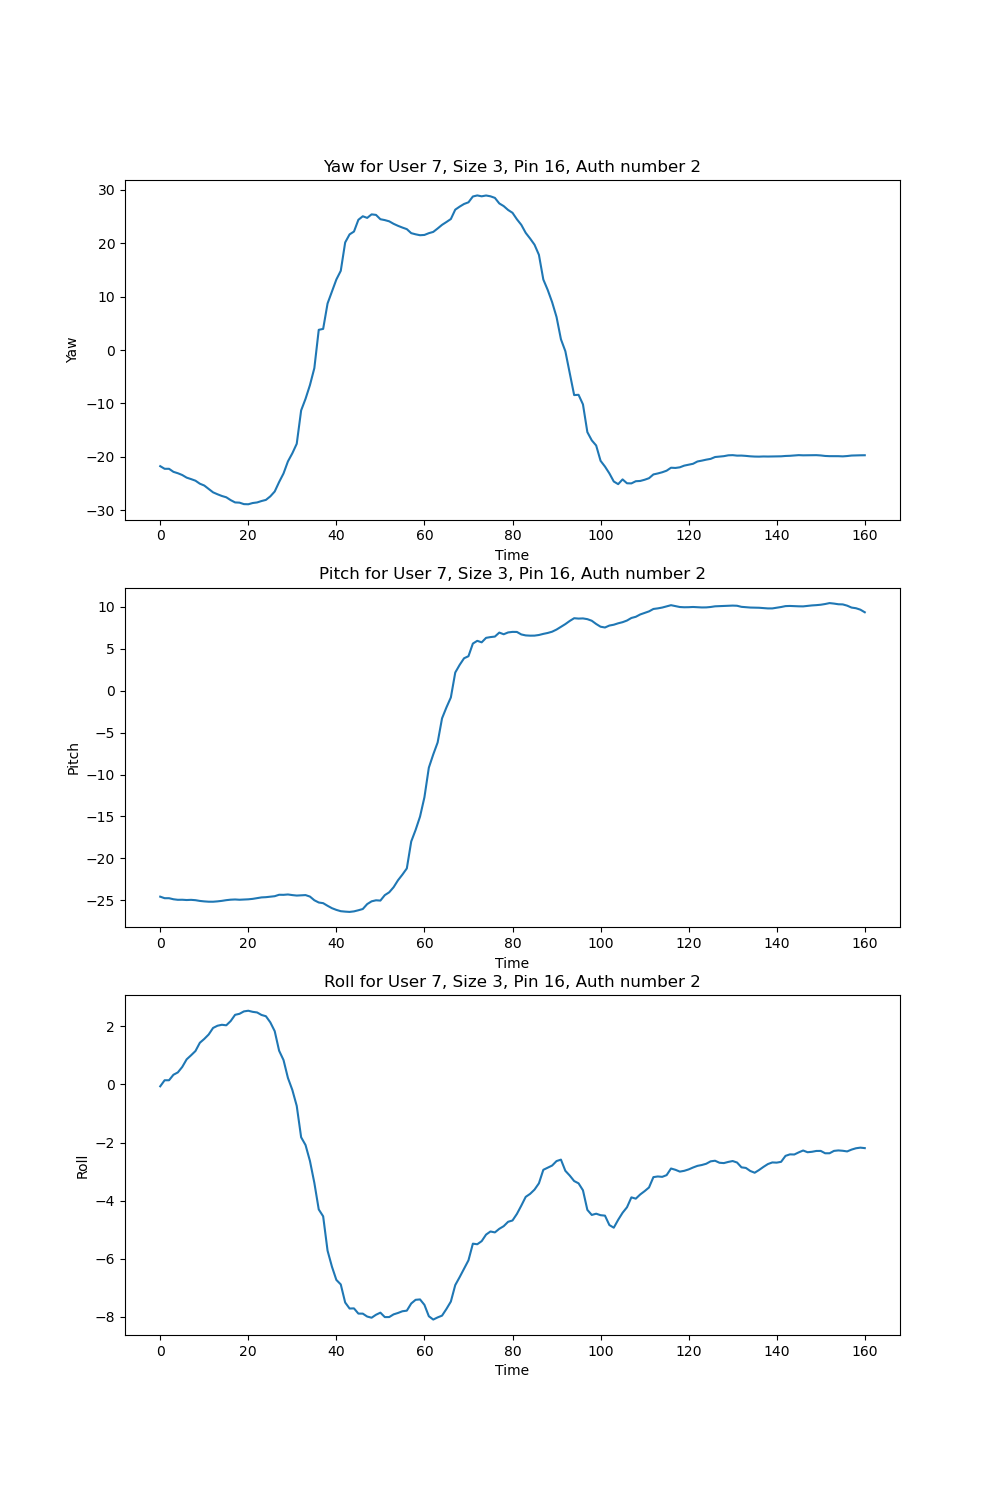 Yaw for User 7, Size 3, Pin 16, Auth number 2
30
20
10
0
−10
−20
−30
Yaw
0 20 40 60 80 100 120 140 160
Time
Pitch for User 7, Size 3, Pin 16, Auth number 2
10
5
0
−5
−10
−15
−20
−25
Pitch
0 20 40 60 80 100 120 140 160
Time
Roll for User 7, Size 3, Pin 16, Auth number 2
2
0
−2
−4
−6
−8
Roll
0 20 40 60 80 100 120 140 160
Time